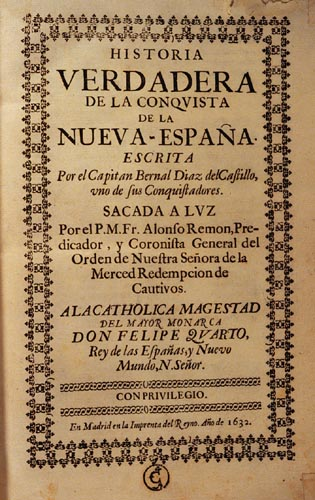 HISTORIA
VERDADERA
DE LA CONQVISTA
DE LA
NUEVA-ESPAÑA.
ESCRITA
Por el Capitan Bernal Diaz del Castillo,
vno de sus Conquistadores.
SACADA A LVZ
Por el P. M. Fr. Alonso Remon, Pre-
dicador, y Coronista General del
Orden de Nuestra Señora de la
Merced Redempcion de
Cautivos.
A LA CATHOLICA MAGESTAD
DEL MAYOR MONARCA
DON FELIPE QVARTO,
Rey de las Españas, y Nuevo
Mundo, N. Señor.
CON PRIVILEGIO.
En Madrid en la Imprenta del Reyno. Año de 1632.